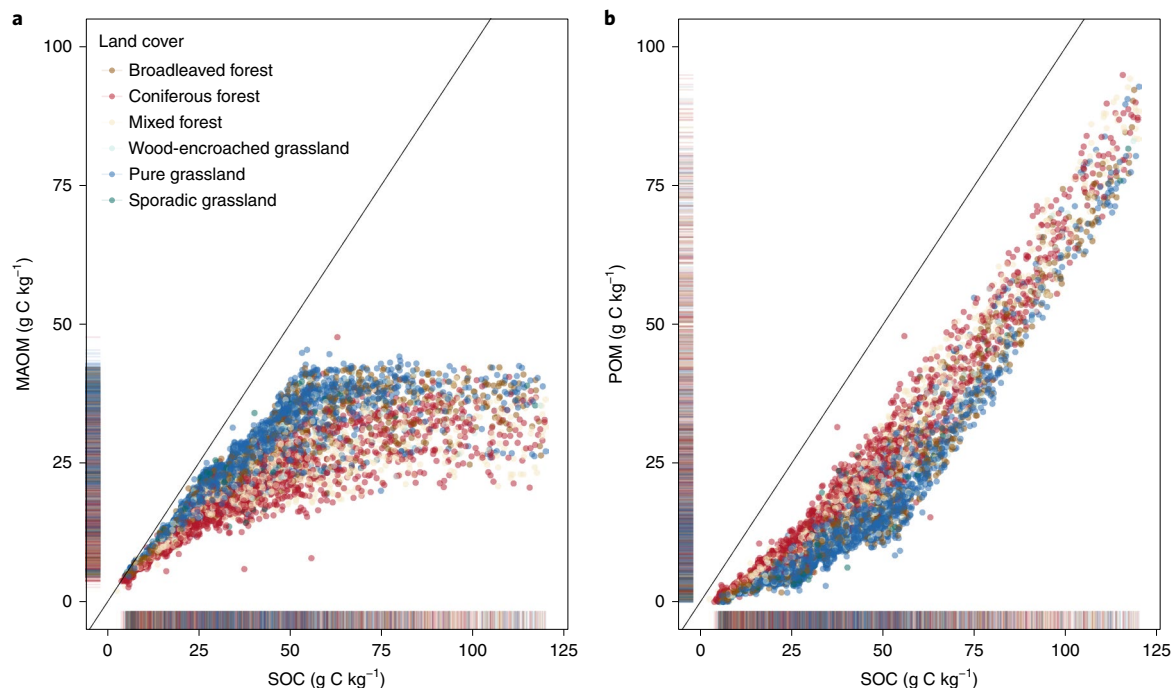 a
Land cover
Broadleaved forest
Coniferous forest
Mixed forest
Wood-encroached grassland
Pure grassland
Sporadic grassland
100
75
50
25
0
MAOM (g C kg⁻¹)
0 25 50 75 100 125
SOC (g C kg⁻¹)
b
100
75
50
25
0
POM (g C kg⁻¹)
0 25 50 75 100 125
SOC (g C kg⁻¹)